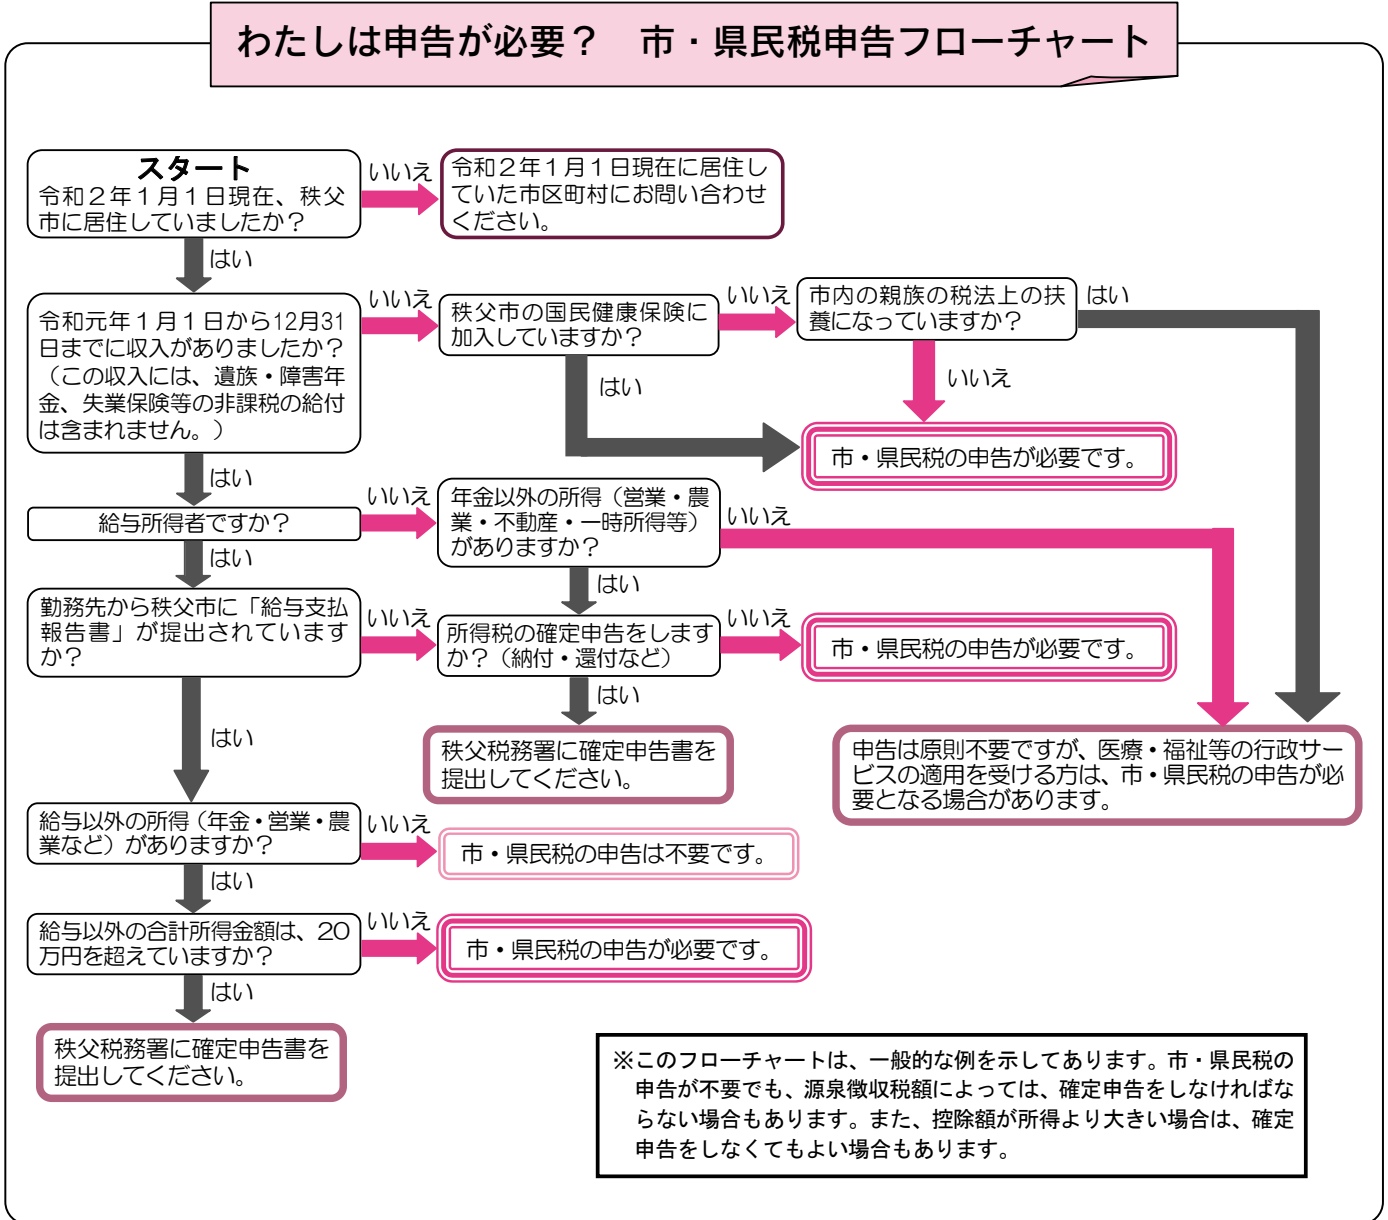 わたしは申告が必要？　市・県民税申告フローチャート
スタート
令和２年１月１日現在、秩父
市に居住していましたか？
いいえ
令和２年１月１日現在に居住し
ていた市区町村にお問い合わせ
ください。
はい
令和元年１月１日から12月31
日までに収入がありましたか？
（この収入には、遺族・障害年
金、失業保険等の非課税の給付
は含まれません。）
いいえ
秩父市の国民健康保険に
加入していますか？
いいえ
市内の親族の税法上の扶
養になっていますか？
はい
はい
いいえ
市・県民税の申告が必要です。
はい
給与所得者ですか？
いいえ
年金以外の所得（営業・農
業・不動産・一時所得等）
がありますか？
いいえ
はい
はい
勤務先から秩父市に「給与支払
報告書」が提出されています
か？
いいえ
所得税の確定申告をします
か？（納付・還付など）
いいえ
市・県民税の申告が必要です。
はい
はい
秩父税務署に確定申告書を
提出してください。
申告は原則不要ですが、医療・福祉等の行政サー
ビスの適用を受ける方は、市・県民税の申告が必
要となる場合があります。
給与以外の所得（年金・営業・農
業など）がありますか？
いいえ
市・県民税の申告は不要です。
はい
給与以外の合計所得金額は、２０
万円を超えていますか？
いいえ
市・県民税の申告が必要です。
はい
秩父税務署に確定申告書を
提出してください。
※このフローチャートは、一般的な例を示してあります。市・県民税の
申告が不要でも、源泉徴収税額によっては、確定申告をしなければな
らない場合もあります。また、控除額が所得より大きい場合は、確定
申告をしなくてもよい場合もあります。